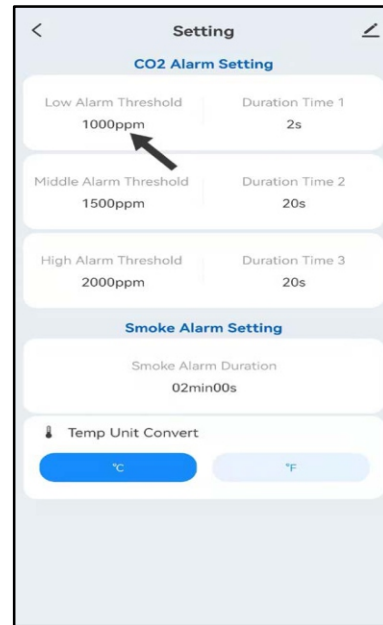 Setting
CO2 Alarm Setting
Low Alarm Threshold Duration Time 1
1000ppm 2s
Middle Alarm Threshold Duration Time 2
1500ppm 20s
High Alarm Threshold Duration Time 3
2000ppm 20s
Smoke Alarm Setting
Smoke Alarm Duration
02min00s
Temp Unit Convert
°C °F